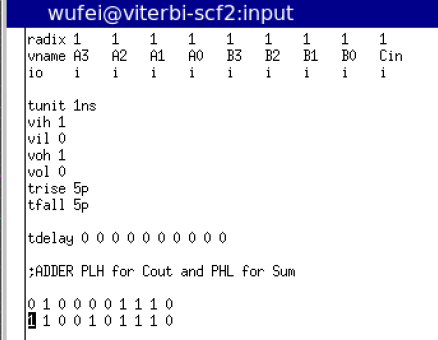 wufei@viterbi-scf2:input
radix 1 1 1 1 1 1 1 1 1
vname A3 A2 A1 A0 B3 B2 B1 B0 Cin
io i i i i i i i i i
tunit 1ns
vih 1
vil 0
voh 1
vol 0
trise 5p
tfall 5p
tdelay 0 0 0 0 0 0 0 0 0 0
;ADDER PLH for Cout and PHL for Sum
0 1 0 0 0 0 1 1 1 0
1 1 0 0 1 0 1 1 1 0